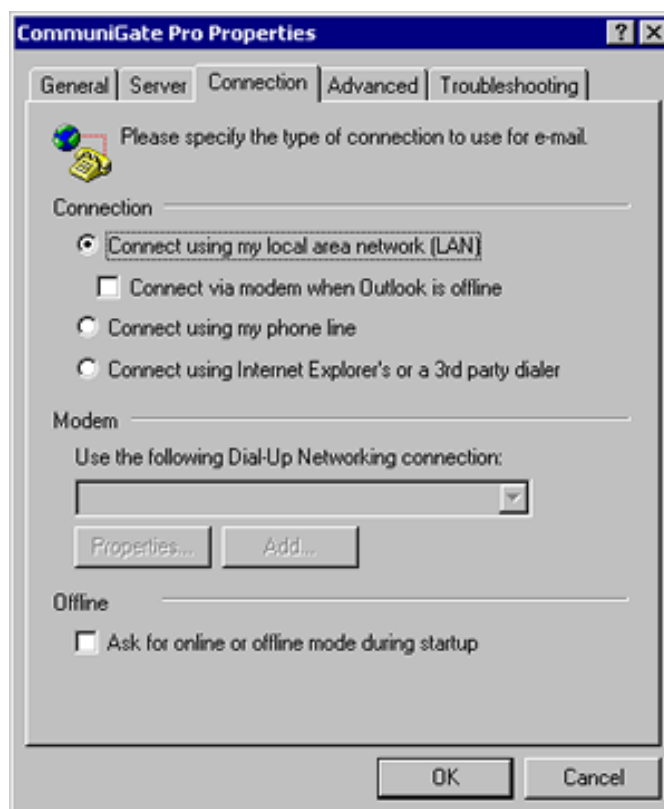 CommuniGate Pro Properties
General Server Connection Advanced Troubleshooting
Please specify the type of connection to use for e-mail.
Connection
Connect using my local area network (LAN)
Connect via modem when Outlook is offline
Connect using my phone line
Connect using Internet Explorer's or a 3rd party dialer
Modem
Use the following Dial-Up Networking connection:
Properties... Add...
Offline
Ask for online or offline mode during startup
OK Cancel